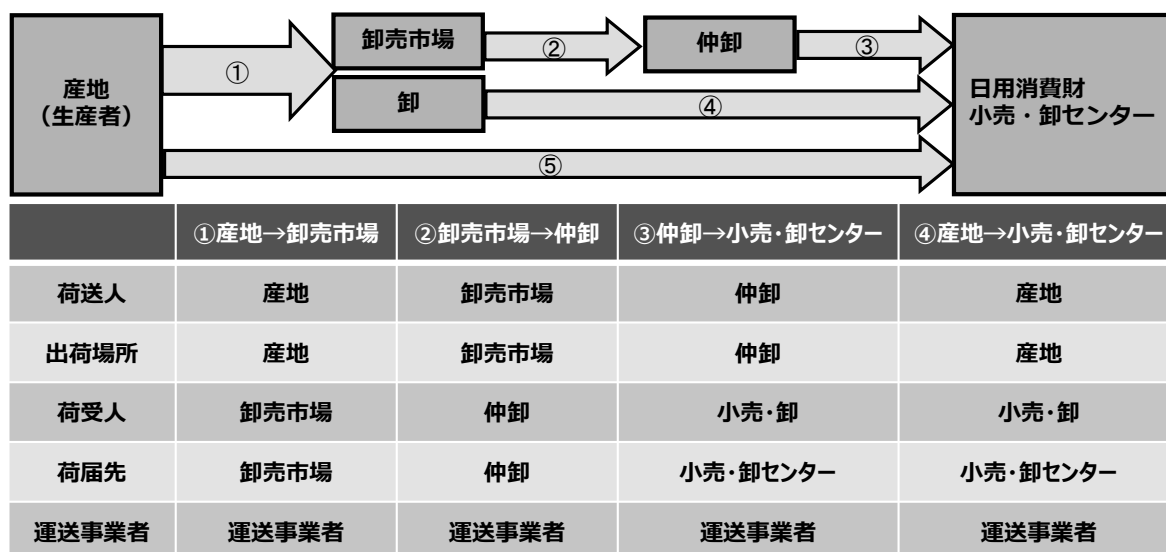 産地
（生産者）
①
卸売市場
卸
②
仲卸
③
④
⑤
日用消費財
小売・卸センター
①産地→卸売市場 ②卸売市場→仲卸 ③仲卸→小売・卸センター ④産地→小売・卸センター
荷送人 産地 卸売市場 仲卸 産地
出荷場所 産地 卸売市場 仲卸 産地
荷受人 卸売市場 仲卸 小売・卸 小売・卸
荷届先 卸売市場 仲卸 小売・卸センター 小売・卸センター
運送事業者 運送事業者 運送事業者 運送事業者 運送事業者